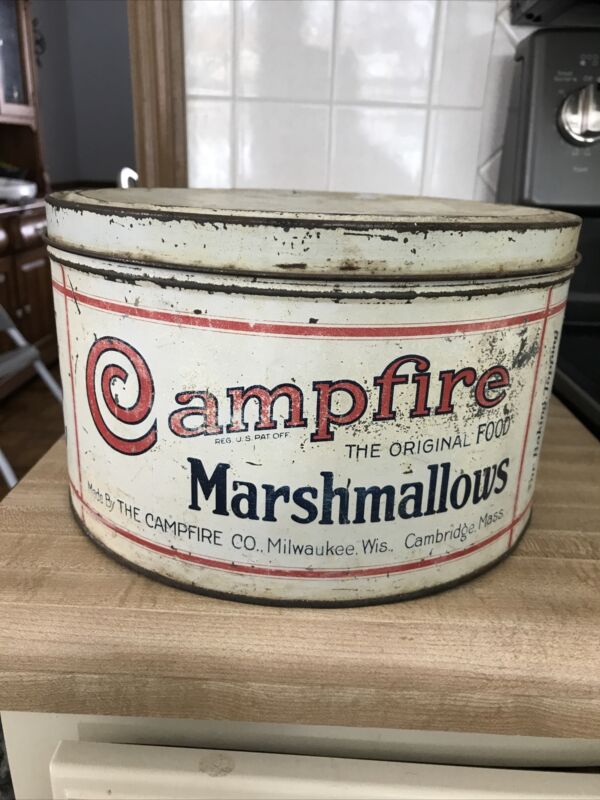 Campfire
REG. U.S. PAT. OFF.
THE ORIGINAL FOOD
Marshmallows
Made By THE CAMPFIRE CO., Milwaukee, Wis., Cambridge, Mass.